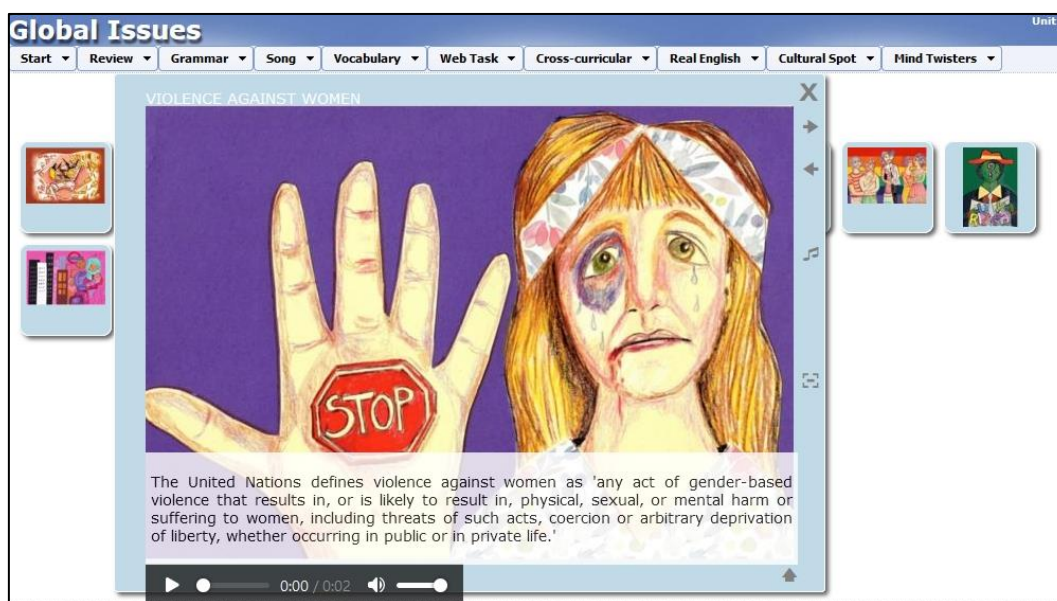 Global Issues
Unit
Start Review Grammar Song Vocabulary Web Task Cross-curricular Real English Cultural Spot Mind Twisters
VIOLENCE AGAINST WOMEN
X
STOP
The United Nations defines violence against women as 'any act of gender-based
violence that results in, or is likely to result in, physical, sexual, or mental harm or
suffering to women, including threats of such acts, coercion or arbitrary deprivation
of liberty, whether occurring in public or in private life.'
0:00 / 0:02